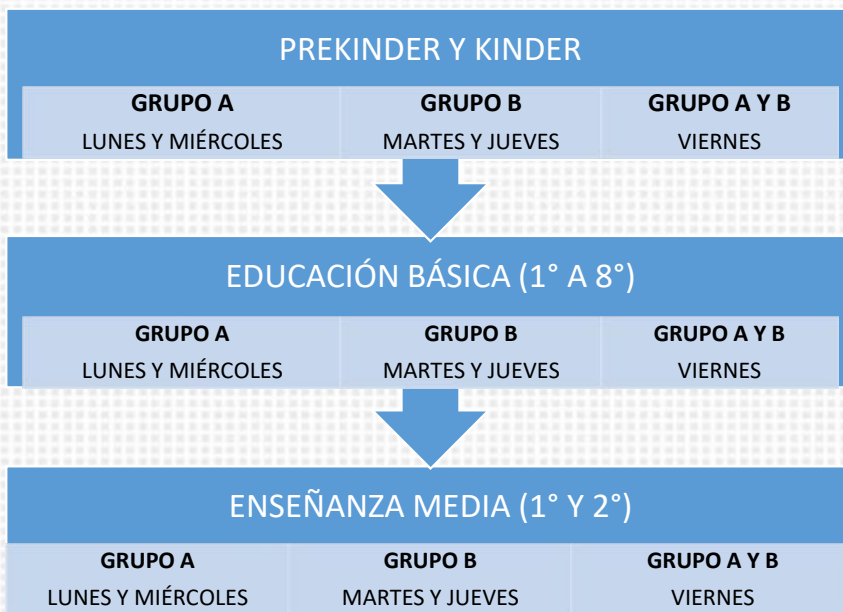 PREKINDER Y KINDER
GRUPO A GRUPO B GRUPO A Y B
LUNES Y MIÉRCOLES MARTES Y JUEVES VIERNES
EDUCACIÓN BÁSICA (1° A 8°)
GRUPO A GRUPO B GRUPO A Y B
LUNES Y MIÉRCOLES MARTES Y JUEVES VIERNES
ENSEÑANZA MEDIA (1° Y 2°)
GRUPO A GRUPO B GRUPO A Y B
LUNES Y MIÉRCOLES MARTES Y JUEVES VIERNES